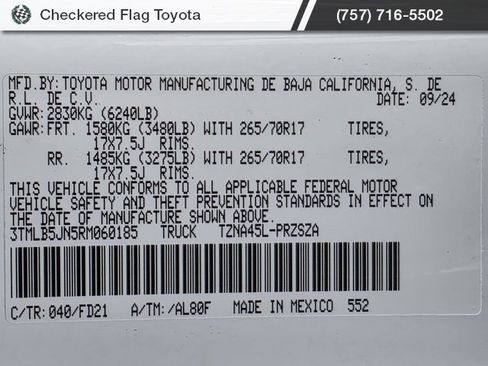 Checkered Flag Toyota (757) 716-5502
MFD.BY:TOYOTA MOTOR MANUFACTURING DE BAJA CALIFORNIA, S. DE
R.L. DE C.V. DATE: 09/24
GVWR:2830KG (6240LB)
GAWR:FRT. 1580KG (3480LB) WITH 265/70R17 TIRES,
17X7.5J RIMS.
RR. 1485KG (3275LB) WITH 265/70R17 TIRES,
17X7.5J RIMS.
THIS VEHICLE CONFORMS TO ALL APPLICABLE FEDERAL MOTOR
VEHICLE SAFETY AND THEFT PREVENTION STANDARDS IN EFFECT ON
THE DATE OF MANUFACTURE SHOWN ABOVE.
3TMLB5JN5RM060185 TRUCK TZNA45L-PRZSZA
C/TR:040/FD21 A/TM:/AL80F MADE IN MEXICO 552